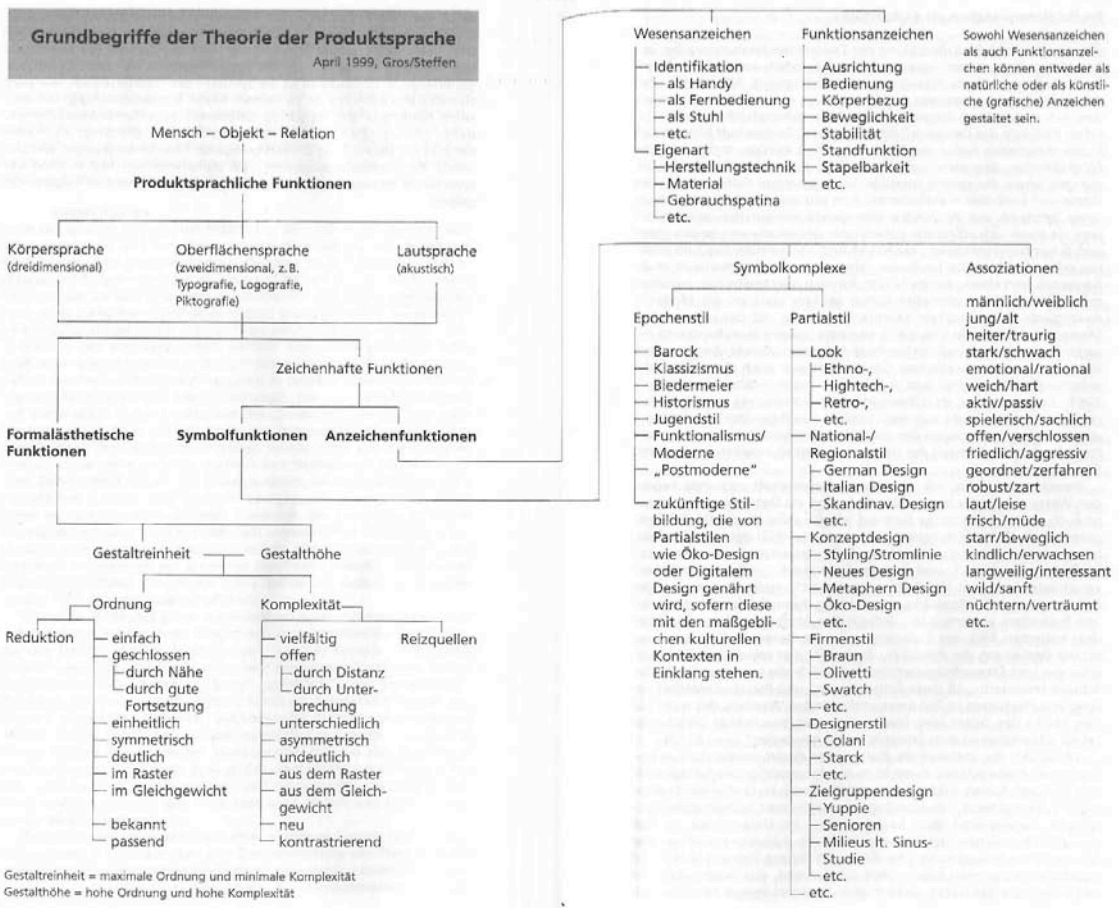 Grundbegriffe der Theorie der Produktsprache
April 1999, Gros/Steffen
Mensch – Objekt – Relation
Produktsprachliche Funktionen
Körpersprache
(dreidimensional)
Oberflächensprache
(zweidimensional, z.B.
Typografie, Logografie,
Piktografie)
Lautsprache
(akustisch)
Zeichenhafte Funktionen
Formalästhetische
Funktionen
Symbolfunktionen
Anzeichenfunktionen
Gestaltreinheit
Gestalthöhe
Ordnung
Komplexität
Reduktion
einfach
geschlossen
durch Nähe
durch gute
Fortsetzung
einheitlich
symmetrisch
deutlich
im Raster
im Gleichgewicht
bekannt
passend
vielfältig
offen
durch Distanz
durch Unter-
brechung
unterschiedlich
asymmetrisch
undeutlich
aus dem Raster
aus dem Gleich-
gewicht
neu
kontrastierend
Reizquellen
Gestaltreinheit = maximale Ordnung und minimale Komplexität
Gestalthöhe = hohe Ordnung und hohe Komplexität
Wesensanzeichen
Identifikation
als Handy
als Fernbedienung
als Stuhl
etc.
Eigenart
Herstellungstechnik
Material
Gebrauchspatina
etc.
Funktionsanzeichen
Ausrichtung
Bedienung
Körperbezug
Beweglichkeit
Stabilität
Standfunktion
Stapelbarkeit
etc.
Sowohl Wesensanzeichen
als auch Funktionsanzei-
chen können entweder als
natürliche oder als künstli-
che (grafische) Anzeichen
gestaltet sein.
Symbolkomplexe
Epochenstil
Barock
Klassizismus
Biedermeier
Historismus
Jugendstil
Funktionalismus/
Moderne
„Postmoderne"
zukünftige Stil-
bildung, die von
Partialstilen
wie Öko-Design
oder Digitalem
Design genährt
wird, sofern diese
mit den maßgebli-
chen kulturellen
Kontexten in
Einklang stehen.
Partialstil
Look
Ethno-,
Hightech-,
Retro-,
etc.
National-/
Regionalstil
German Design
Italian Design
Skandinav. Design
etc.
Konzeptdesign
Styling/Stromlinie
Neues Design
Metaphern Design
Öko-Design
etc.
Firmenstil
Braun
Olivetti
Swatch
etc.
Designerstil
Colani
Starck
etc.
Zielgruppendesign
Yuppie
Senioren
Milieus lt. Sinus-
Studie
etc.
etc.
Assoziationen
männlich/weiblich
jung/alt
heiter/traurig
stark/schwach
emotional/rational
weich/hart
aktiv/passiv
spielerisch/sachlich
offen/verschlossen
friedlich/aggressiv
geordnet/zerfahren
robust/zart
laut/leise
frisch/müde
starr/beweglich
kindlich/erwachsen
langweilig/interessant
wild/sanft
nüchtern/verträumt
etc.